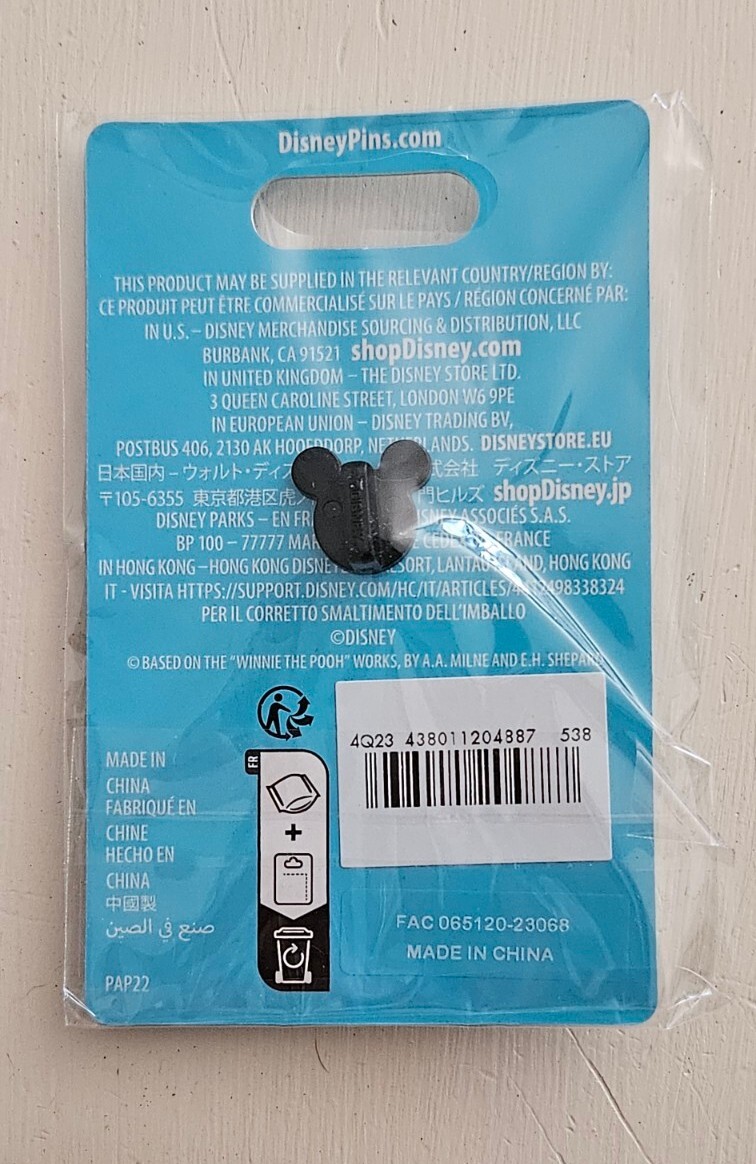 DisneyPins.com
THIS PRODUCT MAY BE SUPPLIED IN THE RELEVANT COUNTRY/REGION BY:
CE PRODUIT PEUT ÊTRE COMMERCIALISÉ SUR LE PAYS / RÉGION CONCERNÉ PAR:
IN U.S. – DISNEY MERCHANDISE SOURCING & DISTRIBUTION, LLC
BURBANK, CA 91521 shopDisney.com
IN UNITED KINGDOM – THE DISNEY STORE LTD.
3 QUEEN CAROLINE STREET, LONDON W6 9PE
IN EUROPEAN UNION – DISNEY TRADING BV,
POSTBUS 406, 2130 AK HOOFDDORP, NETHERLANDS. DISNEYSTORE.EU
日本国内 – ウォルト・ディズ 式会社 ディズニー・ストア
〒105-6355 東京都港区虎ノ 門ヒルズ shopDisney.jp
DISNEY PARKS – EN FR ISNEY ASSOCIÉS S.A.S.
BP 100 – 77777 MAR CEDEX FRANCE
IN HONG KONG – HONG KONG DISNEY ESORT, LANTAU ISLAND, HONG KONG
IT - VISITA HTTPS://SUPPORT.DISNEY.COM/HC/IT/ARTICLES/4412498338324
PER IL CORRETTO SMALTIMENTO DELL'IMBALLO
©DISNEY
© BASED ON THE "WINNIE THE POOH" WORKS, BY A.A. MILNE AND E.H. SHEPARD
4Q23 438011204887 538
FR
MADE IN
CHINA
FABRIQUÉ EN
CHINE
HECHO EN
CHINA
中國製
صنع في الصين
PAP22
+
FAC 065120-23068
MADE IN CHINA